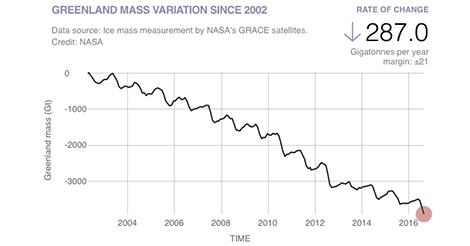 GREENLAND MASS VARIATION SINCE 2002
Data source: Ice mass measurement by NASA's GRACE satellites.
Credit: NASA
RATE OF CHANGE
↓ 287.0
Gigatonnes per year
margin: ±21
Greenland mass (Gt)
0
-1000
-2000
-3000
2004 2006 2008 2010 2012 2014 2016
TIME